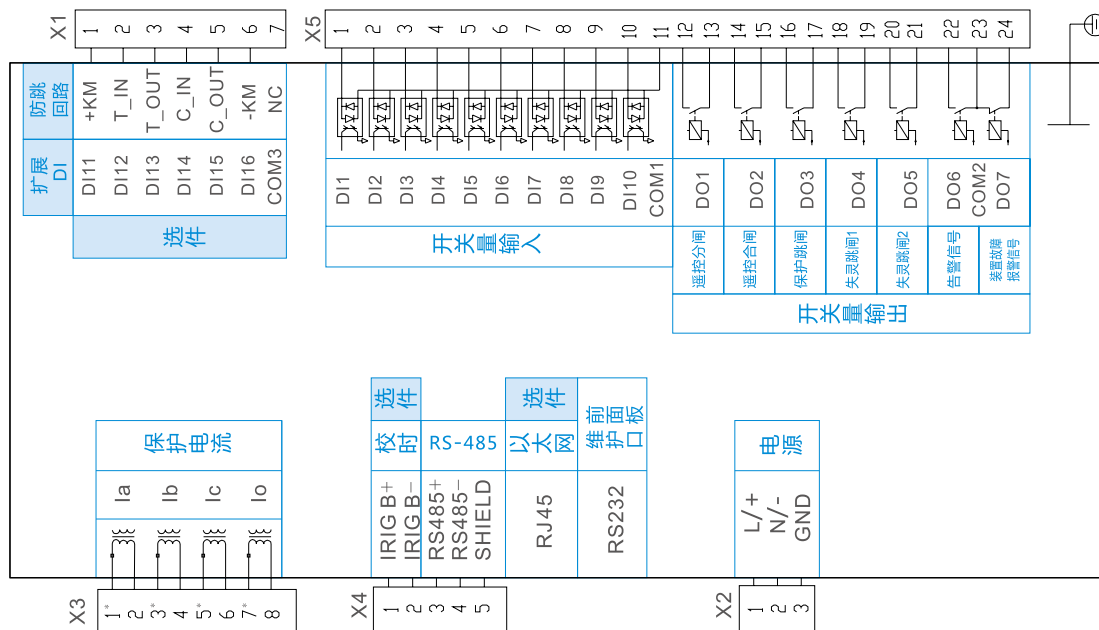 X1
1
2
3
4
5
6
7
防跳
回路
+KM
T_IN
T_OUT
C_IN
C_OUT
-KM
NC
扩展
DI
DI11
DI12
DI13
DI14
DI15
DI16
COM3
选件
X5
1
2
3
4
5
6
7
8
9
10
11
12
13
14
15
16
17
18
19
20
21
22
23
24
DI1
DI2
DI3
DI4
DI5
DI6
DI7
DI8
DI9
DI10
COM1
DO1
DO2
DO3
DO4
DO5
DO6
COM2
DO7
开关量输入
遥控分闸
遥控合闸
保护跳闸
失灵跳闸1
失灵跳闸2
告警信号
装置故障
报警信号
开关量输出
保护电流
Ia
Ib
Ic
Io
X3
1*
2
3*
4
5*
6
7*
8
选件
校时
RS-485
选件
以太网
前面板
维护口
IRIG B+
IRIG B-
RS485+
RS485-
SHIELD
RJ45
RS232
X4
1
2
3
4
5
电源
L/+
N/-
GND
X2
1
2
3